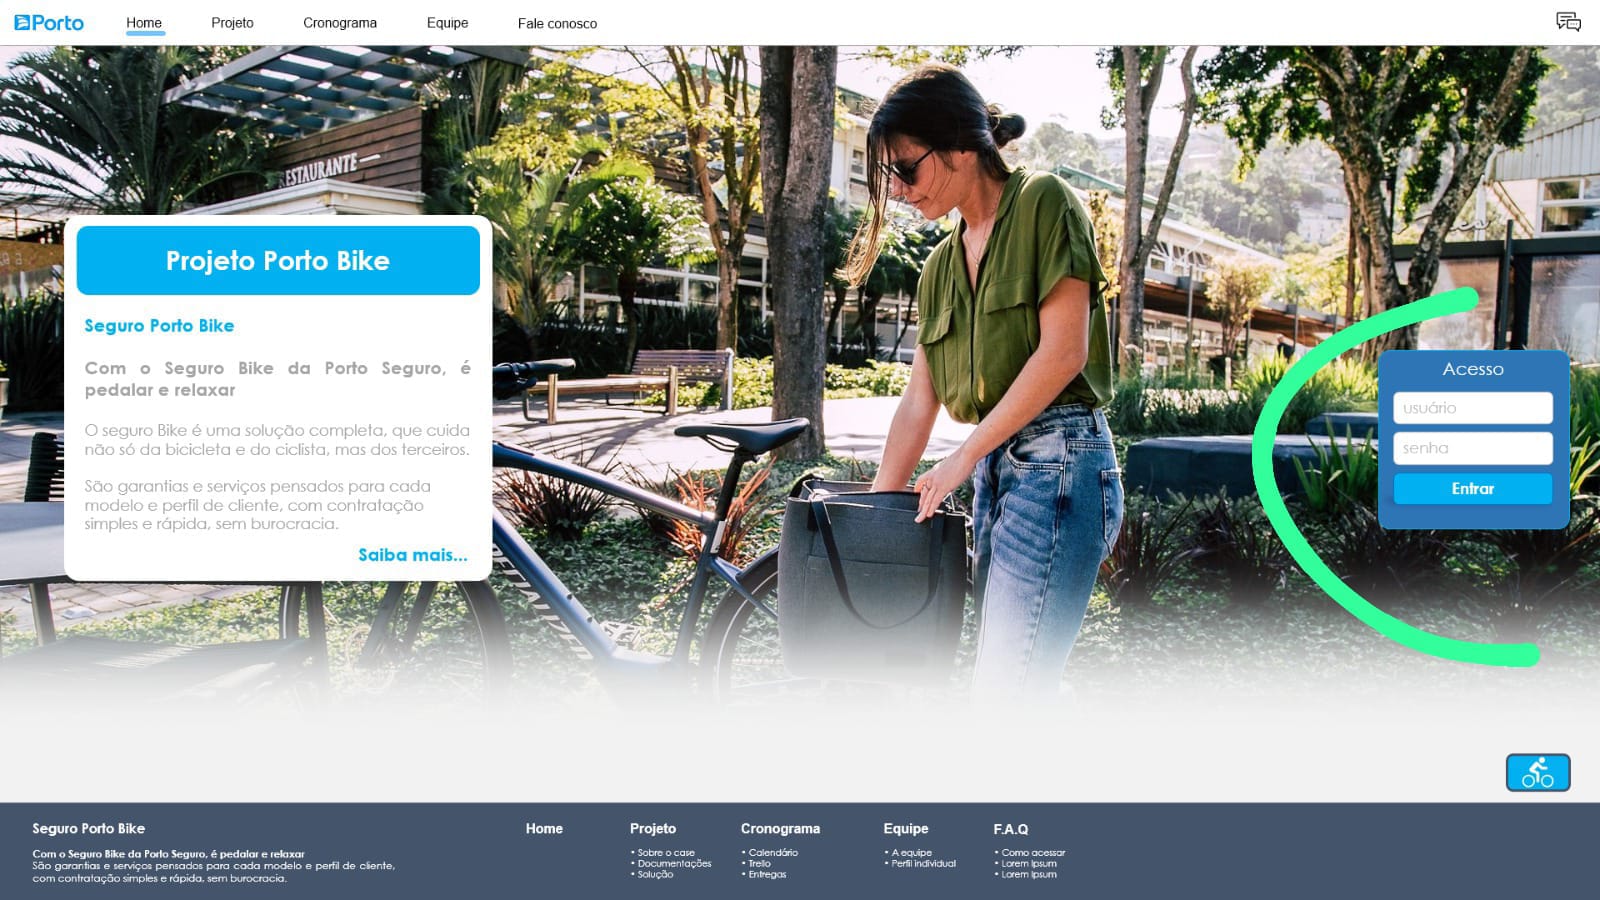 Porto
Home
Projeto
Cronograma
Equipe
Fale conosco
RESTAURANTE
Projeto Porto Bike
Seguro Porto Bike
Com o Seguro Bike da Porto Seguro, é
pedalar e relaxar
O seguro Bike é uma solução completa, que cuida
não só da bicicleta e do ciclista, mas dos terceiros.
São garantias e serviços pensados para cada
modelo e perfil de cliente, com contratação
simples e rápida, sem burocracia.
Saiba mais...
Acesso
usuário
senha
Entrar
Seguro Porto Bike
Com o Seguro Bike da Porto Seguro, é pedalar e relaxar
São garantias e serviços pensados para cada modelo e perfil de cliente,
com contratação simples e rápida, sem burocracia.
Home
Projeto
• Sobre o case
• Documentações
• Solução
Cronograma
• Calendário
• Trello
• Entregas
Equipe
• A equipe
• Perfil individual
F.A.Q
• Como acessar
• Lorem Ipsum
• Lorem Ipsum